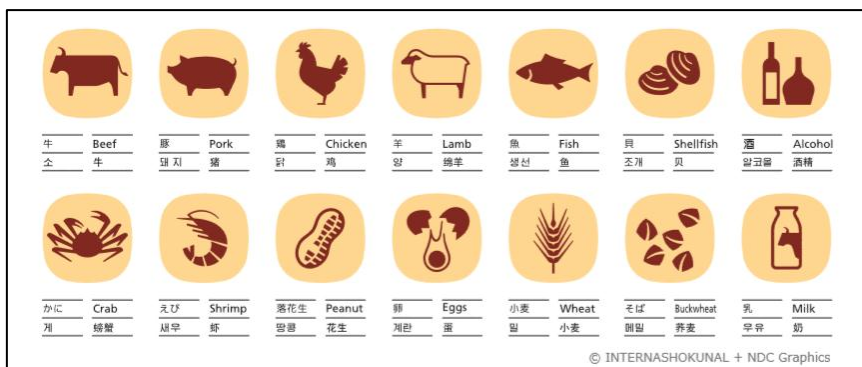 牛 Beef 豚 Pork 鶏 Chicken 羊 Lamb 魚 Fish 貝 Shellfish 酒 Alcohol
소 牛 돼지 猪 닭 鸡 양 绵羊 생선 鱼 조개 贝 알코올 酒精
かに Crab えび Shrimp 落花生 Peanut 卵 Eggs 小麦 Wheat そば Buckwheat 乳 Milk
게 螃蟹 새우 虾 땅콩 花生 계란 蛋 밀 小麦 메밀 荞麦 우유 奶
© INTERNASHOKUNAL + NDC Graphics